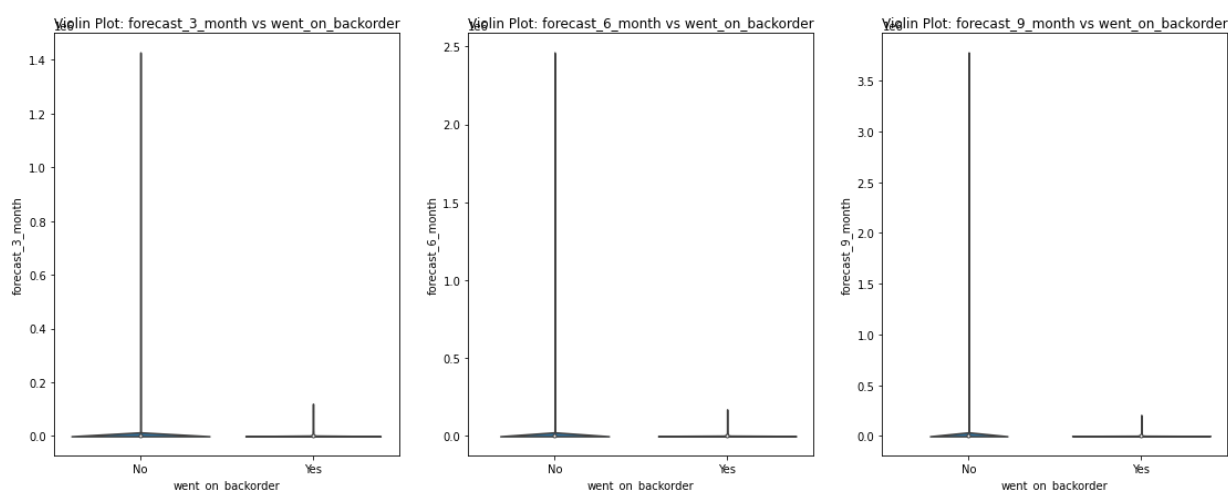 Violin Plot: forecast_3_month vs went_on_backorder
1e6
1.4
1.2
1.0
0.8
0.6
0.4
0.2
0.0
forecast_3_month
No
Yes
went_on_backorder
Violin Plot: forecast_6_month vs went_on_backorder
1e6
2.5
2.0
1.5
1.0
0.5
0.0
forecast_6_month
No
Yes
went_on_backorder
Violin Plot: forecast_9_month vs went_on_backorder
1e6
3.5
3.0
2.5
2.0
1.5
1.0
0.5
0.0
forecast_9_month
No
Yes
went_on_backorder